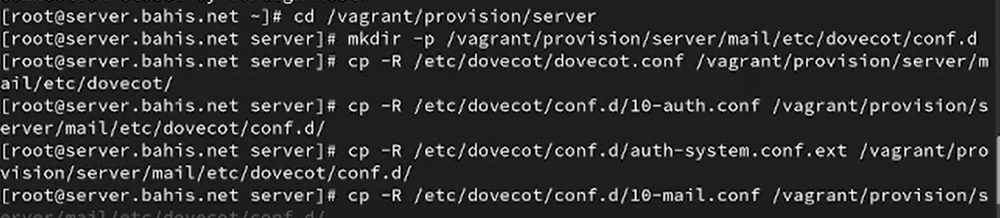 [root@server.bahis.net ~]# cd /vagrant/provision/server
[root@server.bahis.net server]# mkdir -p /vagrant/provision/server/mail/etc/dovecot/conf.d
[root@server.bahis.net server]# cp -R /etc/dovecot/dovecot.conf /vagrant/provision/server/m
ail/etc/dovecot/
[root@server.bahis.net server]# cp -R /etc/dovecot/conf.d/10-auth.conf /vagrant/provision/s
erver/mail/etc/dovecot/conf.d/
[root@server.bahis.net server]# cp -R /etc/dovecot/conf.d/auth-system.conf.ext /vagrant/pro
vision/server/mail/etc/dovecot/conf.d/
[root@server.bahis.net server]# cp -R /etc/dovecot/conf.d/10-mail.conf /vagrant/provision/s
erver/mail/etc/dovecot/conf.d/